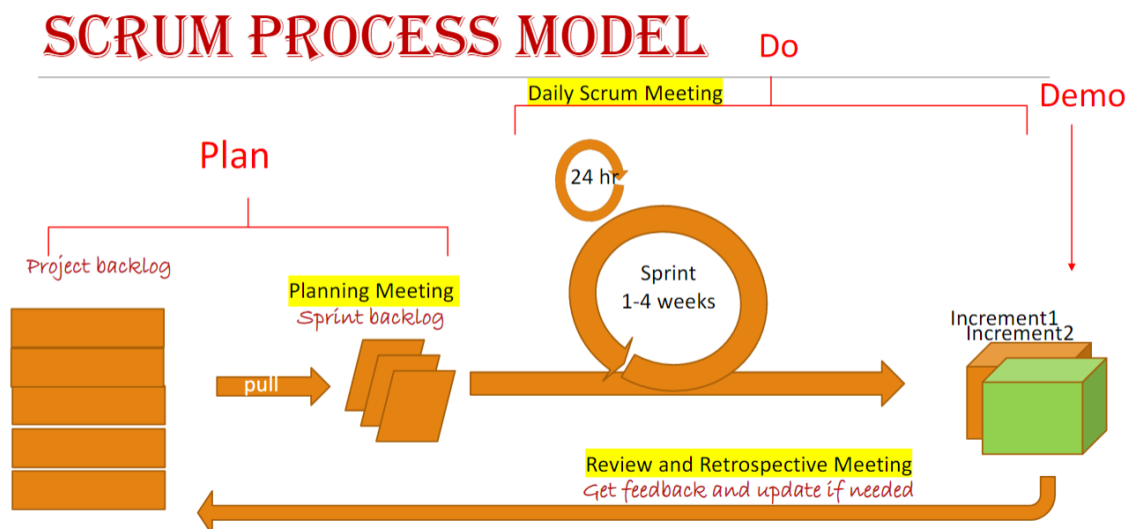 SCRUM PROCESS MODEL
Do
Daily Scrum Meeting
Demo
Plan
24 hr
Project backlog
Planning Meeting
Sprint backlog
Sprint
1-4 weeks
Increment1
Increment2
pull
Review and Retrospective Meeting
Get feedback and update if needed